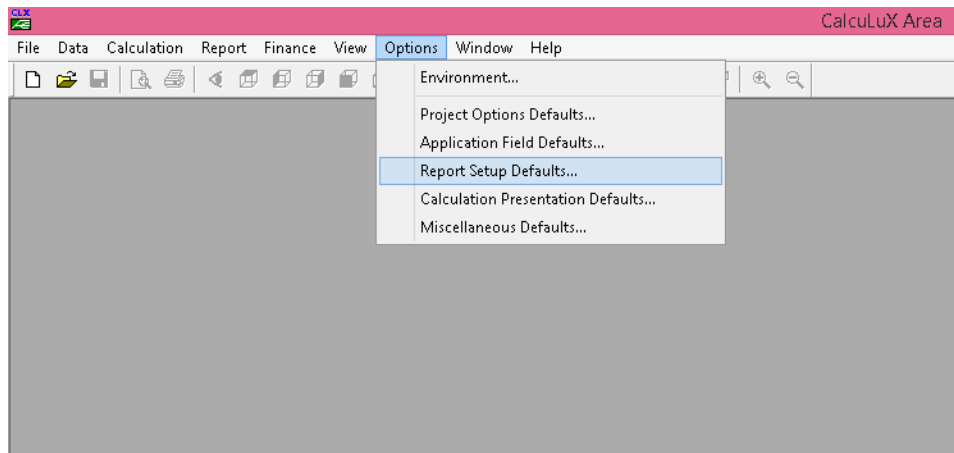 CLX
CalcuLuX Area
File Data Calculation Report Finance View Options Window Help
Environment...
Project Options Defaults...
Application Field Defaults...
Report Setup Defaults...
Calculation Presentation Defaults...
Miscellaneous Defaults...